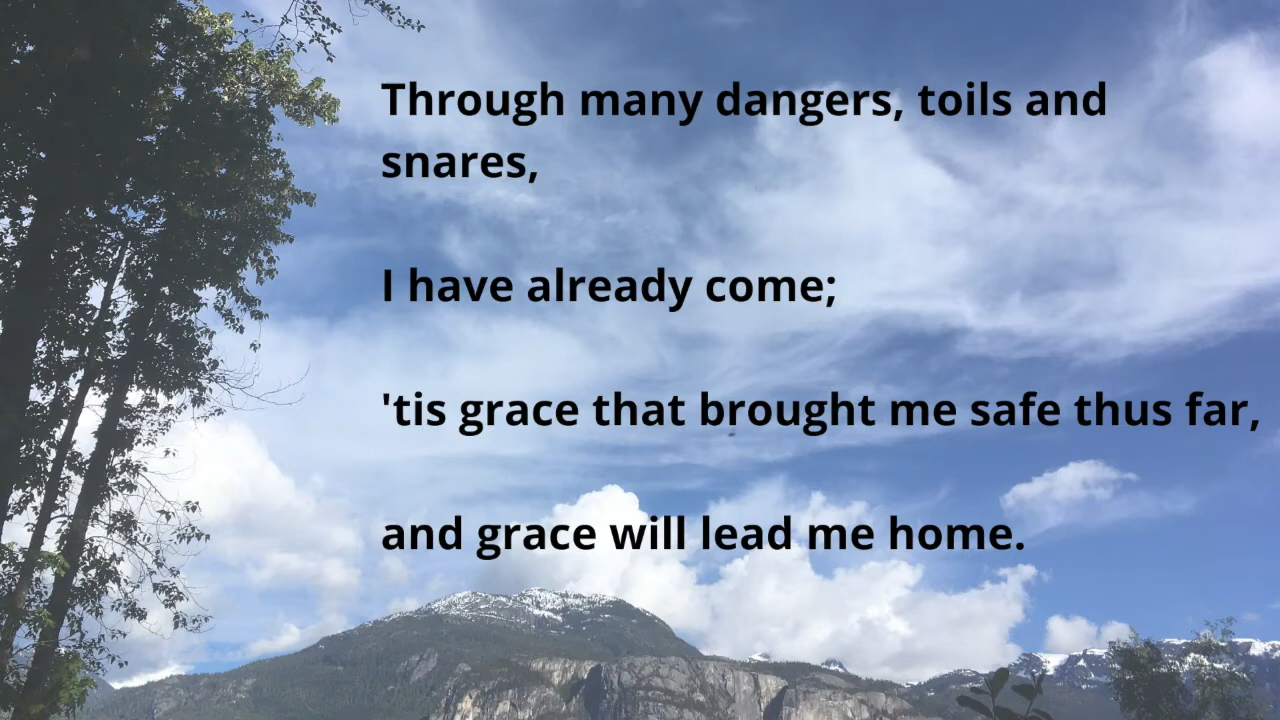 Through many dangers, toils and
snares,
I have already come;
'tis grace that brought me safe thus far,
and grace will lead me home.